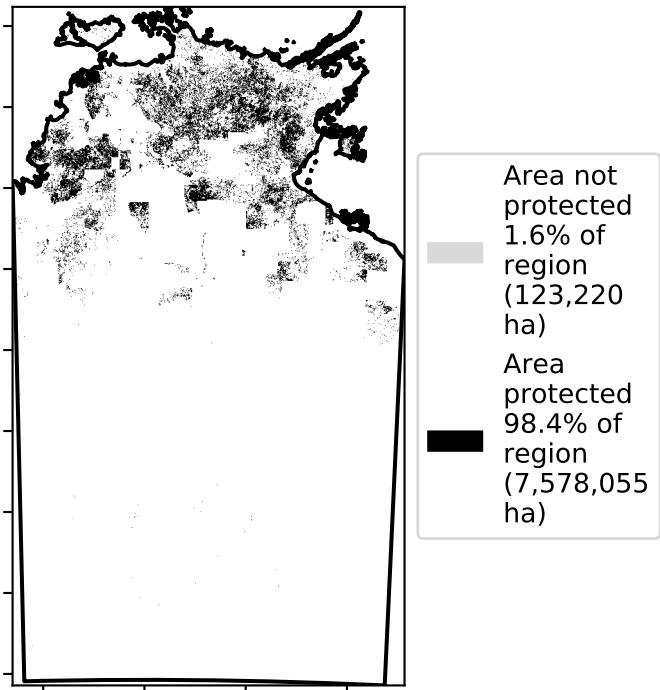 Area not
protected
1.6% of
region
(123,220
ha)
Area
protected
98.4% of
region
(7,578,055
ha)